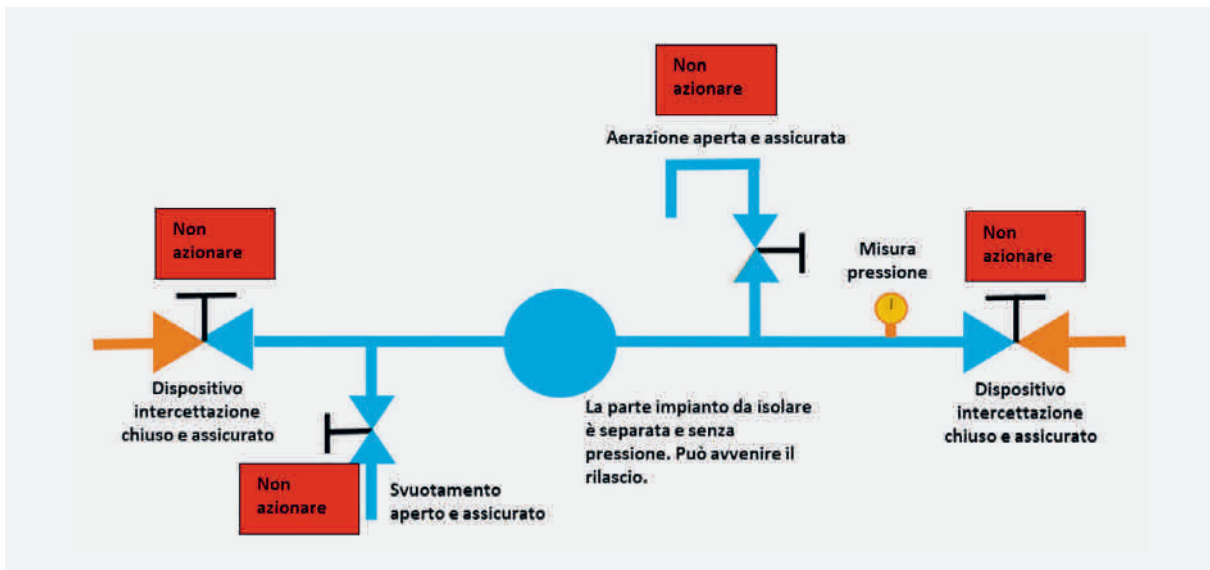 Non
azionare
Aerazione aperta e assicurata
Non
azionare
Misura
pressione
Non
azionare
Dispositivo
intercettazione
chiuso e assicurato
La parte impianto da isolare
è separata e senza
pressione. Può avvenire il
rilascio.
Dispositivo
intercettazione
chiuso e assicurato
Non
azionare
Svuotamento
aperto e assicurato